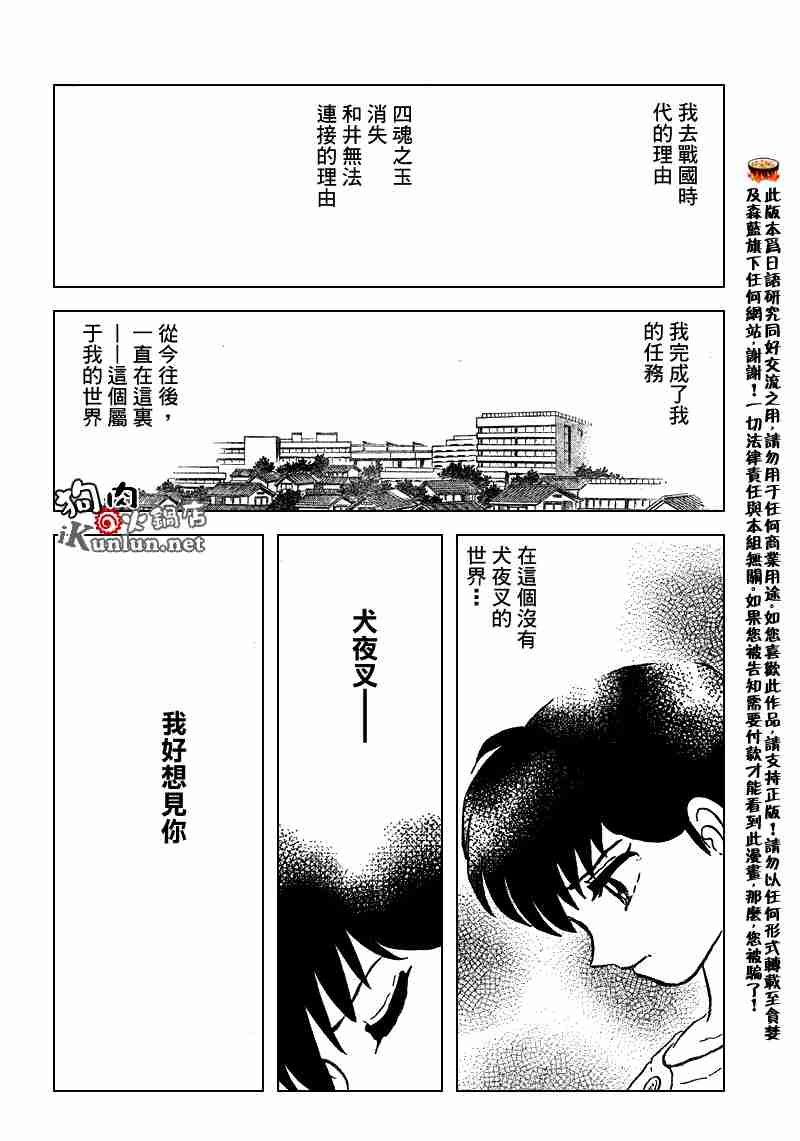 我去戰國時
代的理由
四魂之玉
消失
和井無法
連接的理由
我完成了我
的任務
從今往後，
一直在這裏
——這個屬
于我的世界
在這個沒有
犬夜叉的
世界…
犬夜叉——
我好想見你
此版本爲日語研究同好交流之用，請勿用于任何商業用途。如您喜歡此作品，請支持正版！請勿以任何形式轉載至貪婪
及森藍旗下任何網站，謝謝！一切法律責任與本組無關。如果您被告知需要付款才能看到此漫畫，那麽，您被騙了！
狗肉
火鍋店
iKunlun.net